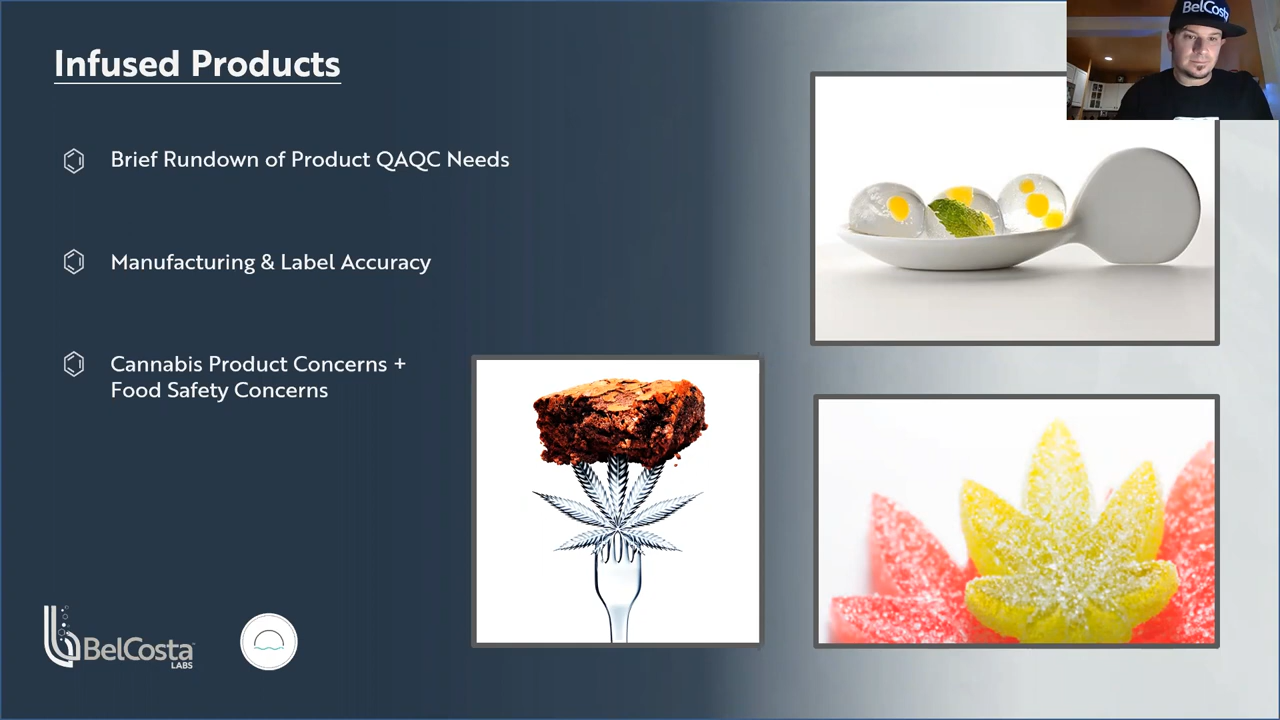 Infused Products
Brief Rundown of Product QAQC Needs
Manufacturing & Label Accuracy
Cannabis Product Concerns +
Food Safety Concerns
BelCosta
LABS
BelCosta